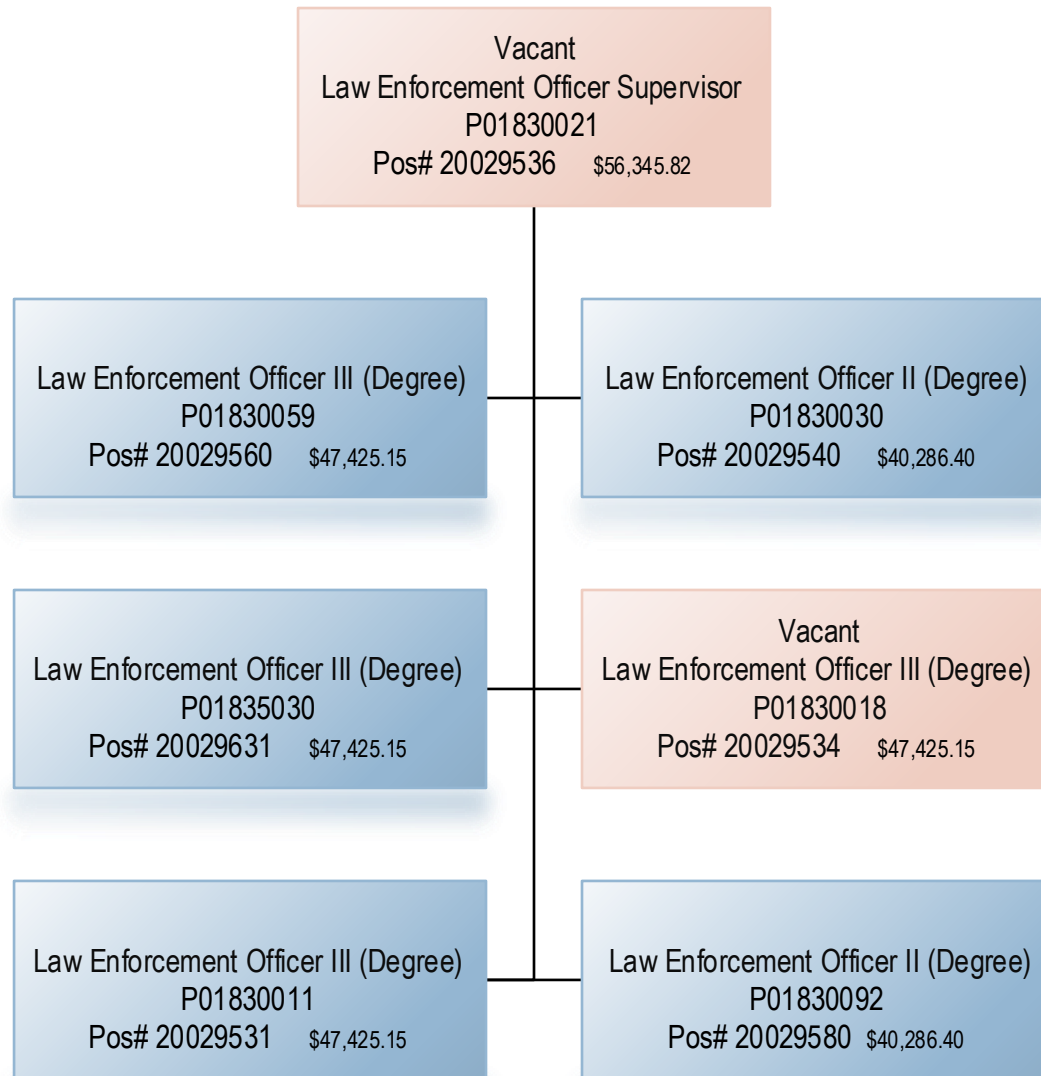 Vacant
Law Enforcement Officer Supervisor
P01830021
Pos# 20029536 $56,345.82
Law Enforcement Officer III (Degree)
P01830059
Pos# 20029560 $47,425.15
Law Enforcement Officer II (Degree)
P01830030
Pos# 20029540 $40,286.40
Law Enforcement Officer III (Degree)
P01835030
Pos# 20029631 $47,425.15
Vacant
Law Enforcement Officer III (Degree)
P01830018
Pos# 20029534 $47,425.15
Law Enforcement Officer III (Degree)
P01830011
Pos# 20029531 $47,425.15
Law Enforcement Officer II (Degree)
P01830092
Pos# 20029580 $40,286.40